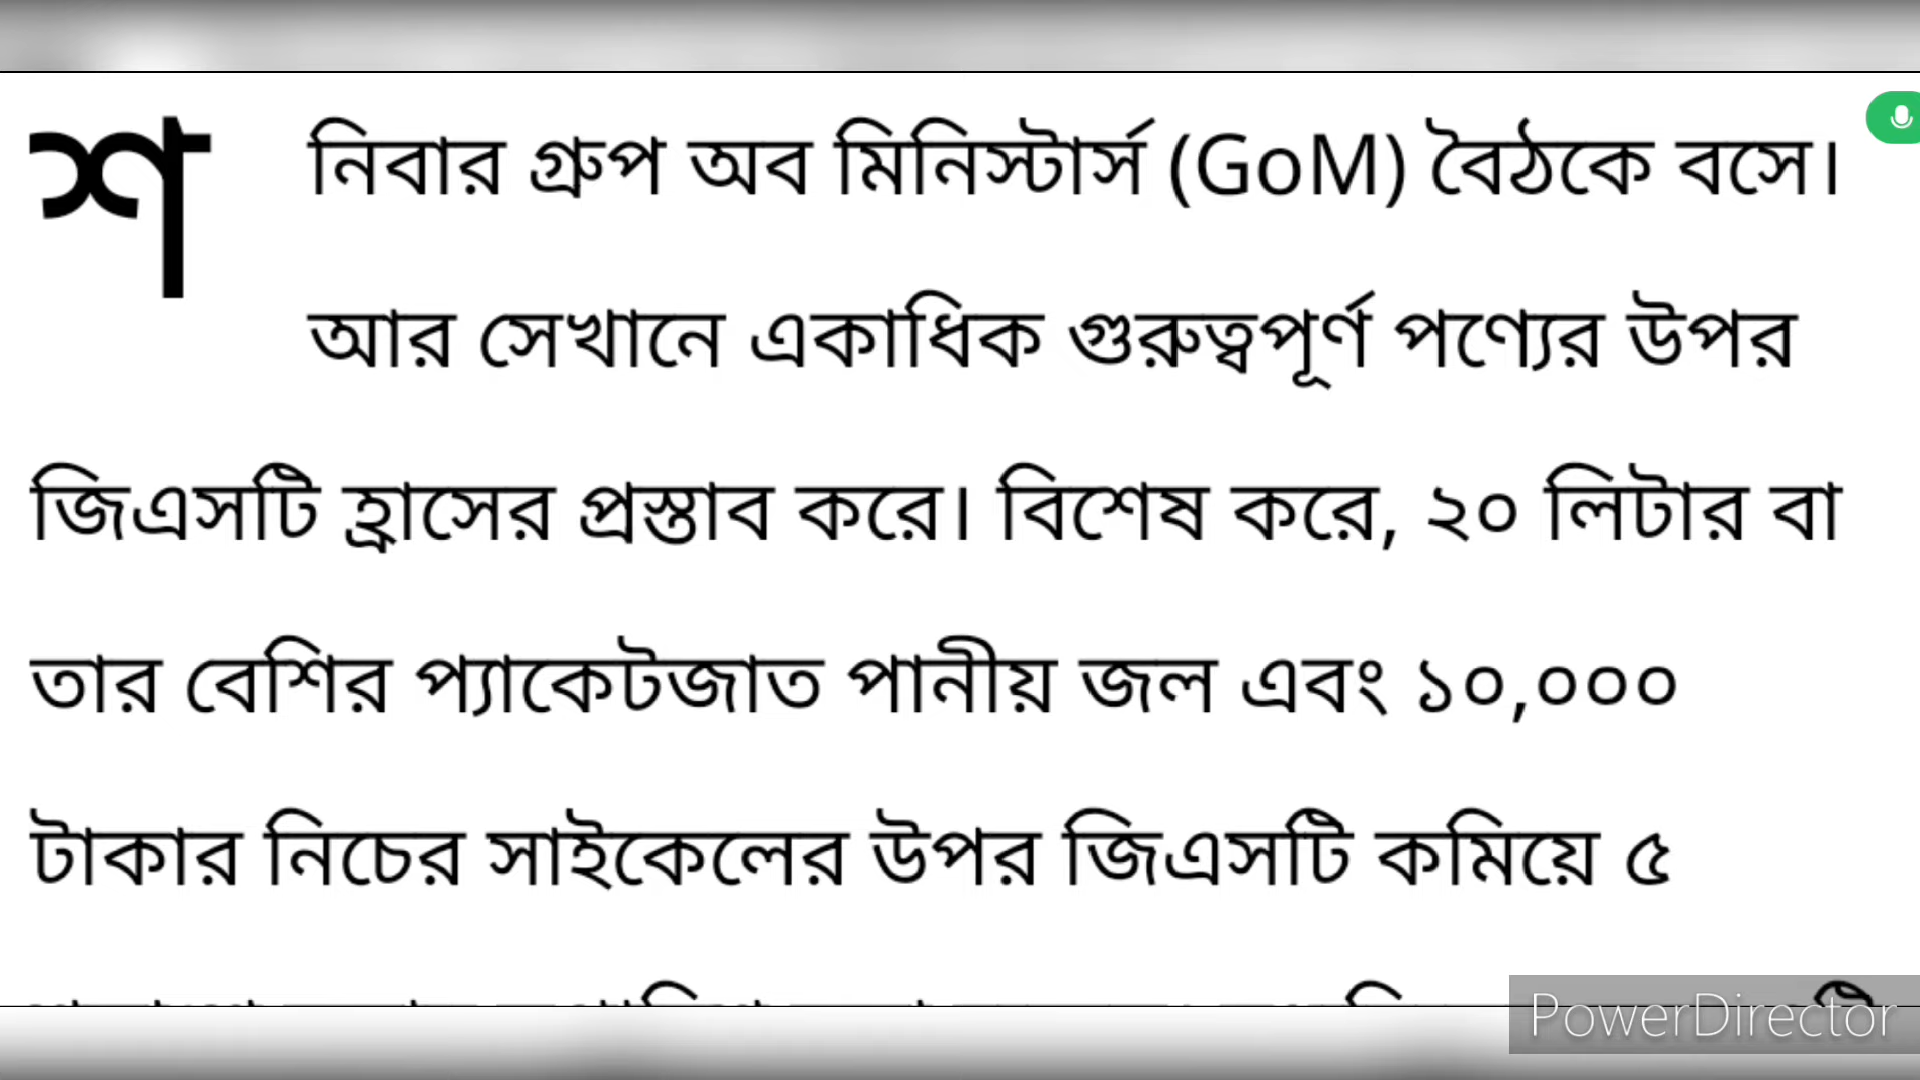 শনিবার গ্রুপ অব মিনিস্টার্স (GoM) বৈঠকে বসে।
আর সেখানে একাধিক গুরুত্বপূর্ণ পণ্যের উপর
জিএসটি হ্রাসের প্রস্তাব করে। বিশেষ করে, ২০ লিটার বা
তার বেশির প্যাকেটজাত পানীয় জল এবং ১০,০০০
টাকার নিচের সাইকেলের উপর জিএসটি কমিয়ে ৫
PowerDirector